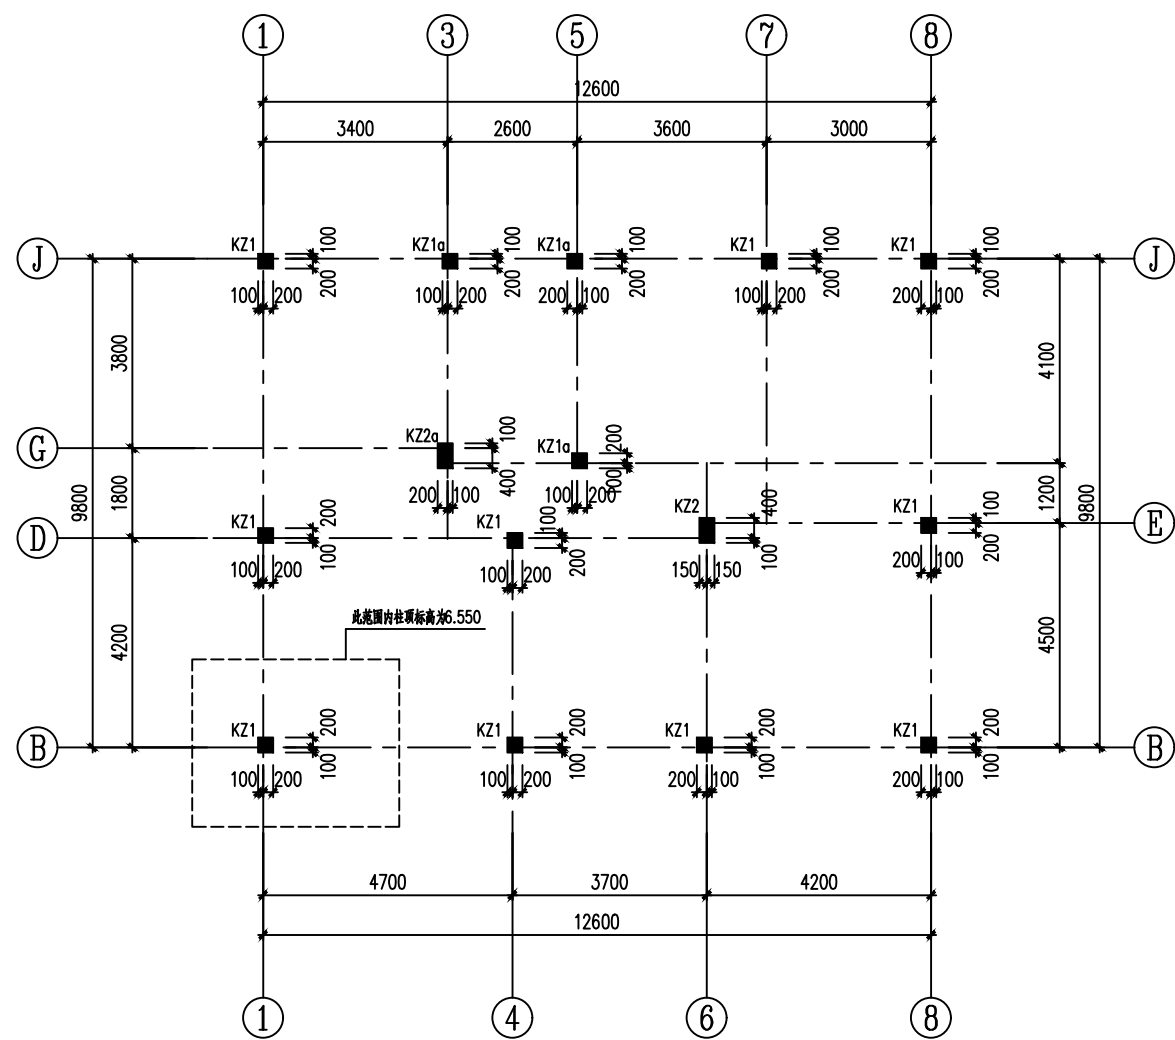 1 3 5 7 8
12600
3400 2600 3600 3000
KZ1 KZ1a KZ1a KZ1 KZ1
100 100 100 100 100
J J
200 200 200 200 200
100 200 100 200 200 100 100 200 200 100
3800 4100
KZ2a KZ1a
100 200
G
400 100
200 100 100 200
9800 1800 1200 9800
KZ1 KZ1 KZ2 KZ1
200 100 400 100
D E
100 200 100 200
100 200 100 200 150 150 200 100
此范围内柱顶标高为6.550
4200 4500
KZ1 KZ1 KZ1 KZ1
200 200 200 200
B B
100 100 100 100
100 200 100 200 200 100 200 100
4700 3700 4200
12600
1 4 6 8